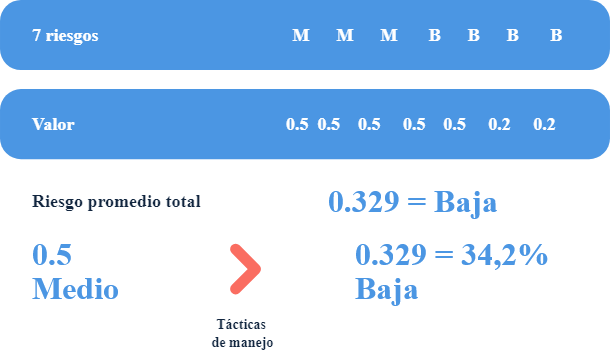 7 riesgos M M M B B B B
Valor 0.5 0.5 0.5 0.5 0.5 0.2 0.2
Riesgo promedio total 0.329 = Baja
0.5
Medio
0.329 = 34,2%
Baja
Tácticas
de manejo